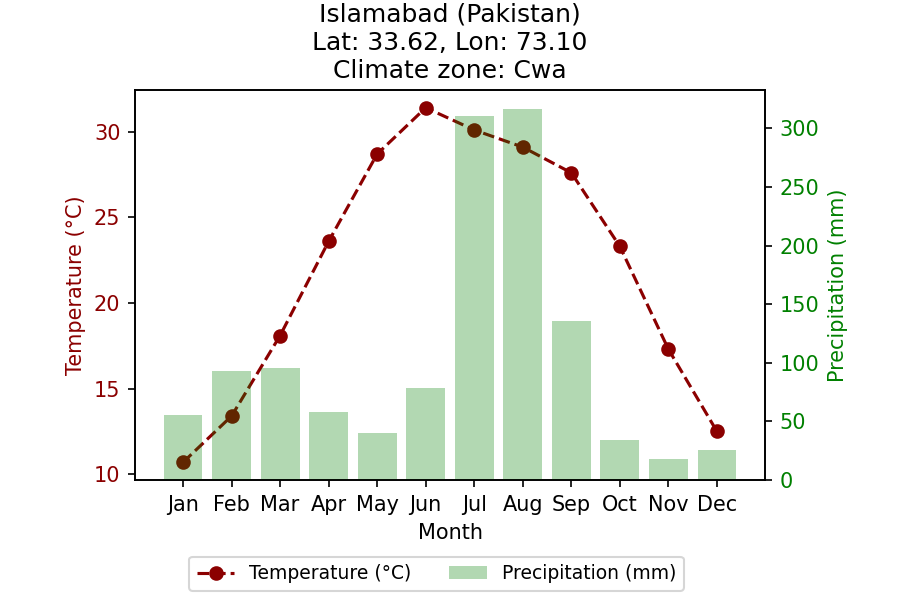 Islamabad (Pakistan)
Lat: 33.62, Lon: 73.10
Climate zone: Cwa
Temperature (°C)
30
25
20
15
10
300
250
200
150
100
50
0
Precipitation (mm)
Jan Feb Mar Apr May Jun Jul Aug Sep Oct Nov Dec
Month
Temperature (°C) Precipitation (mm)